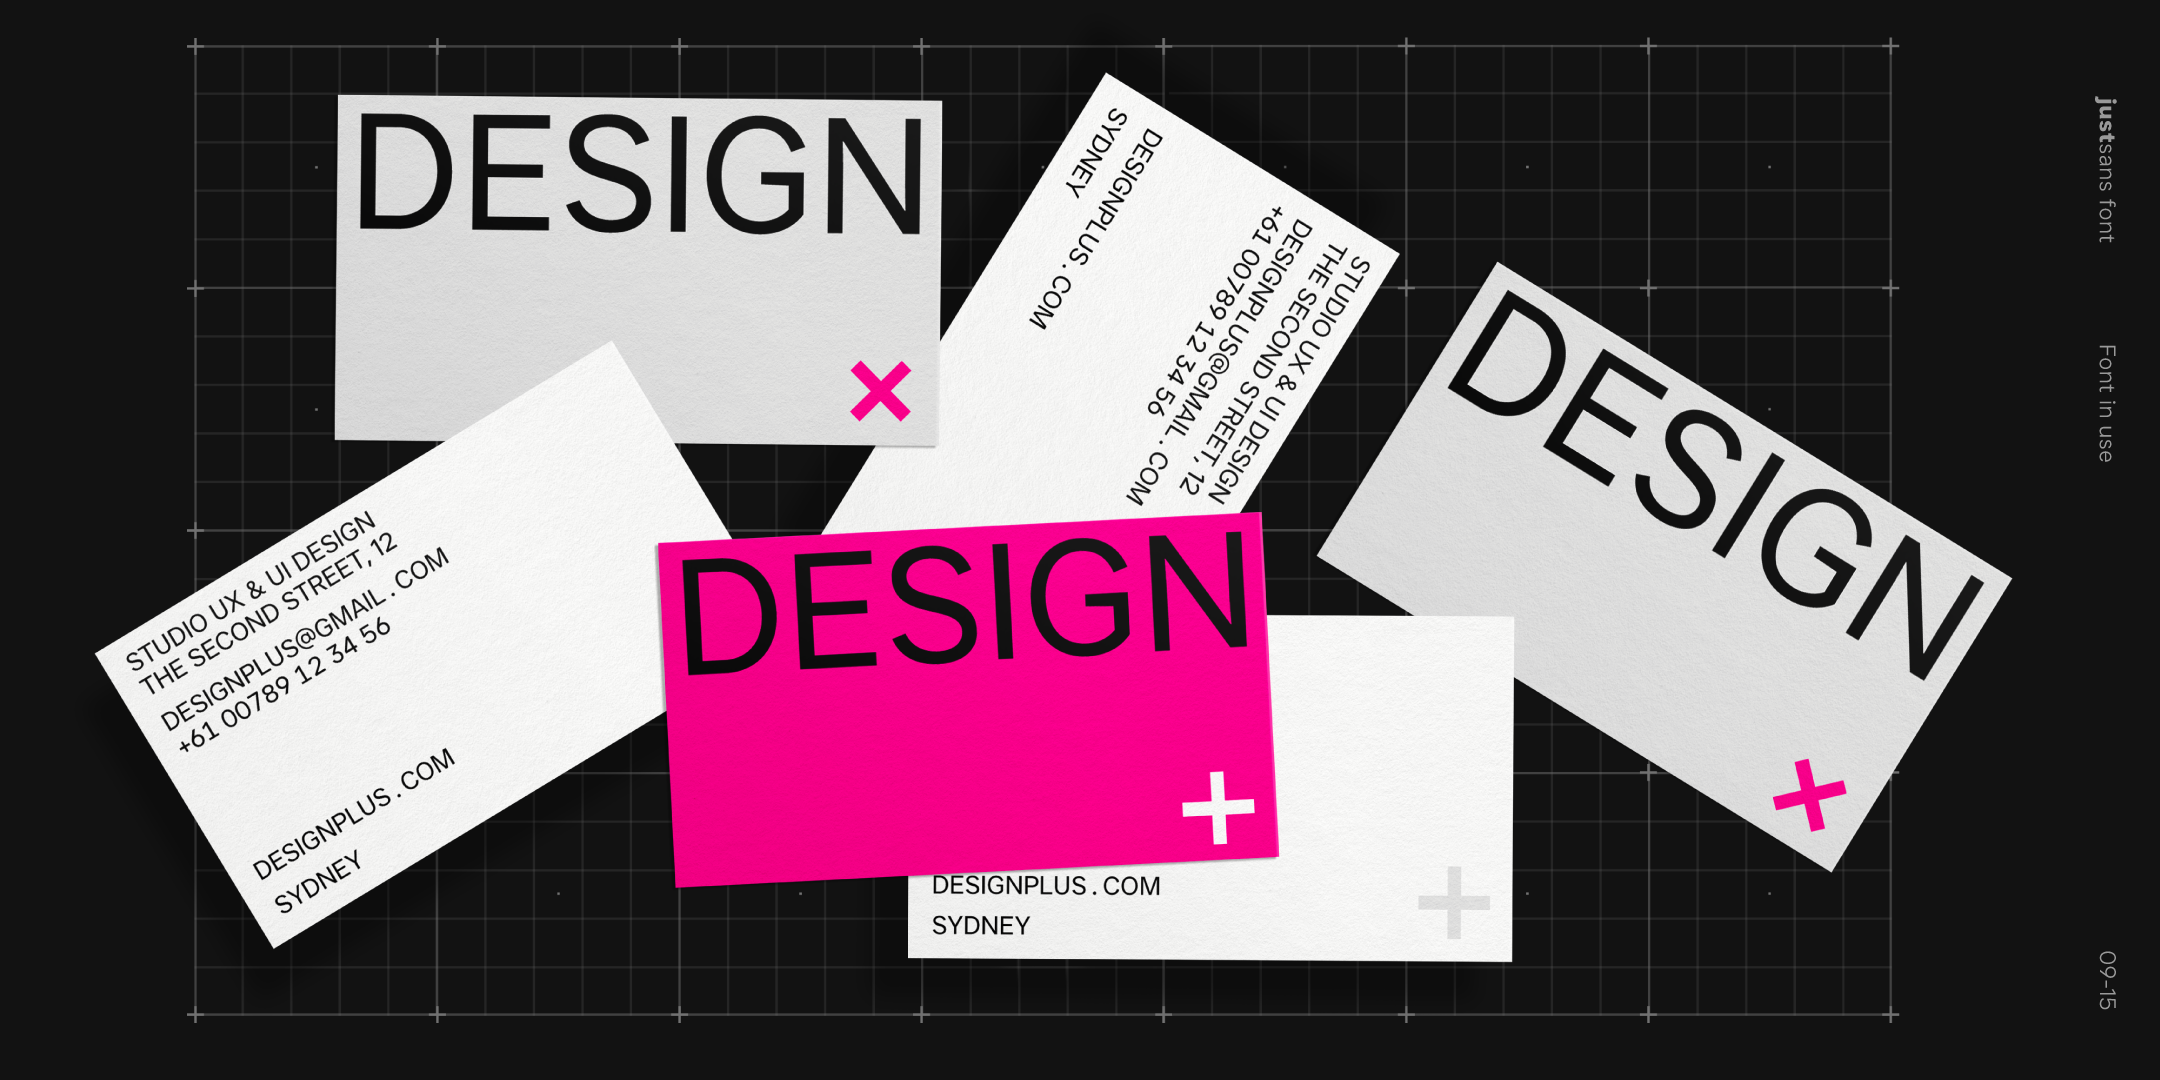 DESIGN
SYDNEY
DESIGNPLUS . COM
+61 00789 12 34 56
DESIGNPLUS@GMAIL . COM
THE SECOND STREET, 12
STUDIO UX & UI DESIGN
DESIGN
STUDIO UX & UI DESIGN
THE SECOND STREET, 12
DESIGNPLUS@GMAIL . COM
+61 00789 12 34 56
DESIGNPLUS . COM
SYDNEY
DESIGN
DESIGNPLUS . COM
SYDNEY
justsans font
Font in use
09-15